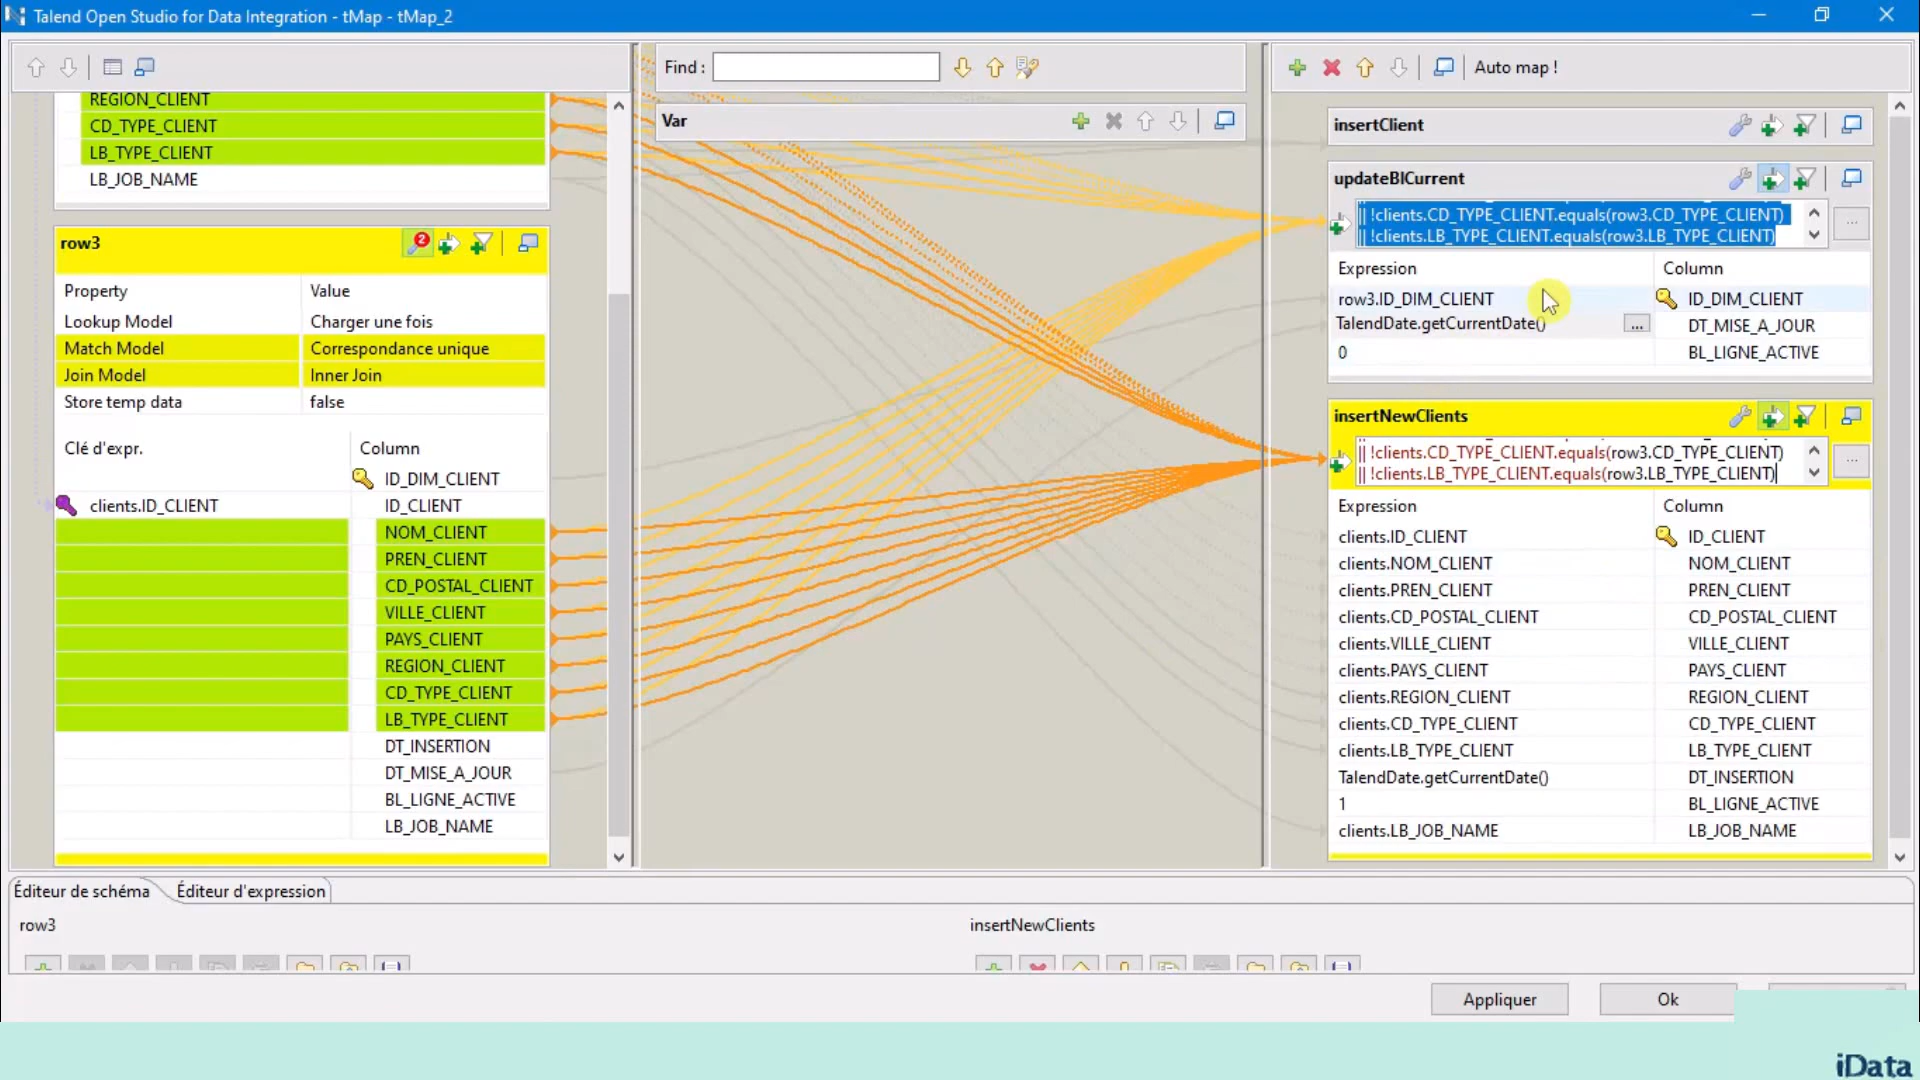 Talend Open Studio for Data Integration - tMap - tMap_2
REGION_CLIENT
CD_TYPE_CLIENT
LB_TYPE_CLIENT
LB_JOB_NAME
row3
2
Property Value
Lookup Model Charger une fois
Match Model Correspondance unique
Join Model Inner Join
Store temp data false
Clé d'expr. Column
ID_DIM_CLIENT
clients.ID_CLIENT ID_CLIENT
NOM_CLIENT
PREN_CLIENT
CD_POSTAL_CLIENT
VILLE_CLIENT
PAYS_CLIENT
REGION_CLIENT
CD_TYPE_CLIENT
LB_TYPE_CLIENT
DT_INSERTION
DT_MISE_A_JOUR
BL_LIGNE_ACTIVE
LB_JOB_NAME
Find :
Var
Auto map !
insertClient
updateBlCurrent
|| !clients.CD_TYPE_CLIENT.equals(row3.CD_TYPE_CLIENT)
|| !clients.LB_TYPE_CLIENT.equals(row3.LB_TYPE_CLIENT)
...
Expression Column
row3.ID_DIM_CLIENT ID_DIM_CLIENT
TalendDate.getCurrentDate() ... DT_MISE_A_JOUR
0 BL_LIGNE_ACTIVE
insertNewClients
|| !clients.CD_TYPE_CLIENT.equals(row3.CD_TYPE_CLIENT)
|| !clients.LB_TYPE_CLIENT.equals(row3.LB_TYPE_CLIENT)
...
Expression Column
clients.ID_CLIENT ID_CLIENT
clients.NOM_CLIENT NOM_CLIENT
clients.PREN_CLIENT PREN_CLIENT
clients.CD_POSTAL_CLIENT CD_POSTAL_CLIENT
clients.VILLE_CLIENT VILLE_CLIENT
clients.PAYS_CLIENT PAYS_CLIENT
clients.REGION_CLIENT REGION_CLIENT
clients.CD_TYPE_CLIENT CD_TYPE_CLIENT
clients.LB_TYPE_CLIENT LB_TYPE_CLIENT
TalendDate.getCurrentDate() DT_INSERTION
1 BL_LIGNE_ACTIVE
clients.LB_JOB_NAME LB_JOB_NAME
Éditeur de schéma Éditeur d'expression
row3 insertNewClients
Appliquer Ok
iData